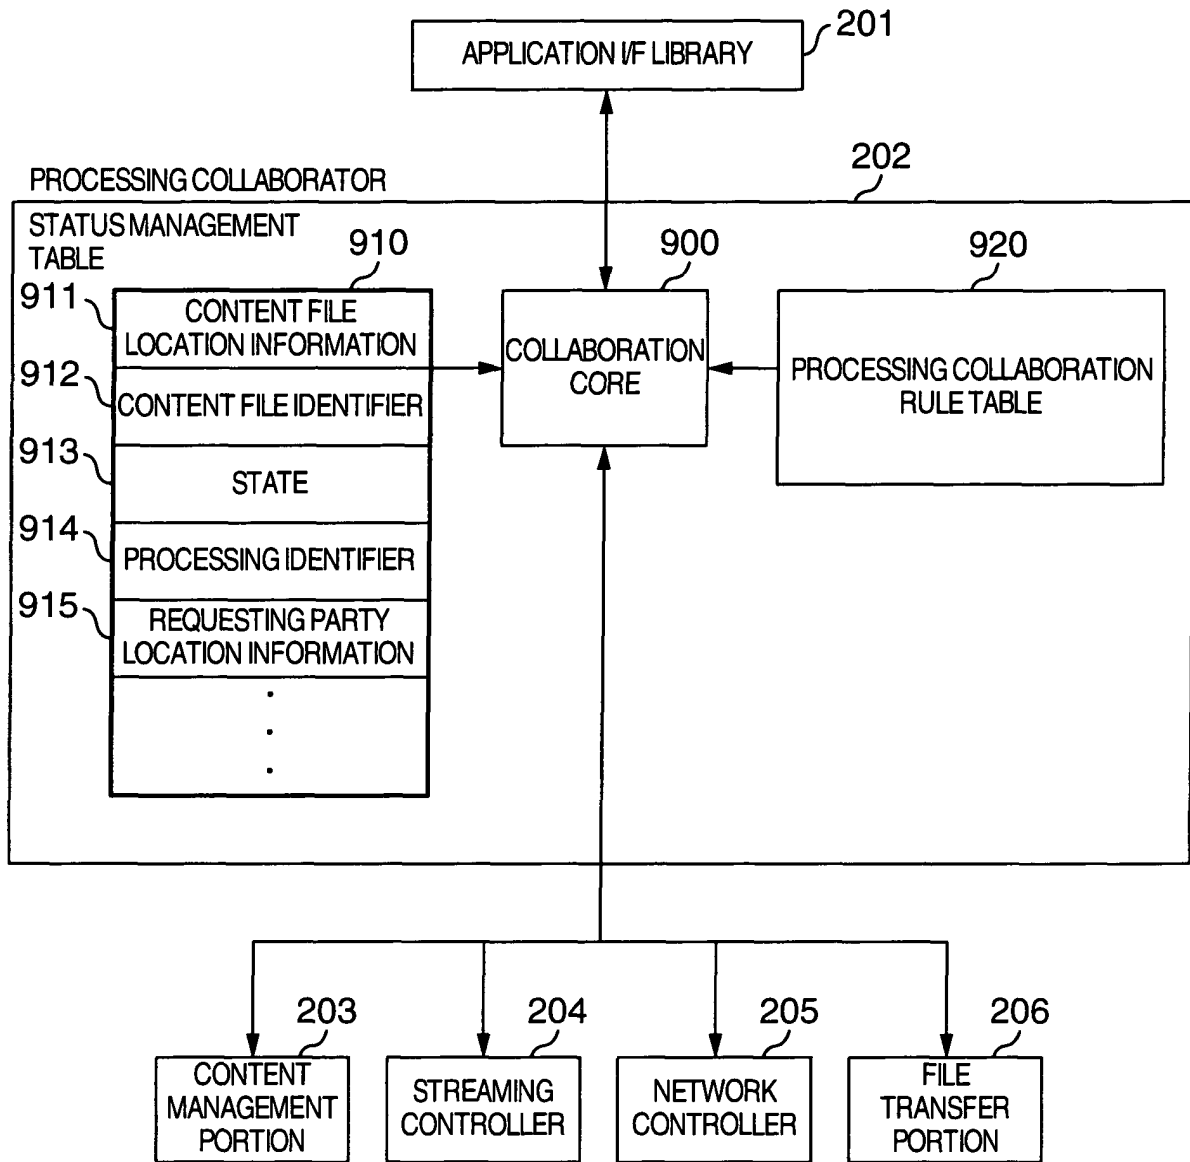 APPLICATION I/F LIBRARY
201
PROCESSING COLLABORATOR
202
STATUS MANAGEMENT
TABLE
910
900
920
911
CONTENT FILE
LOCATION INFORMATION
912
CONTENT FILE IDENTIFIER
913
STATE
914
PROCESSING IDENTIFIER
915
REQUESTING PARTY
LOCATION INFORMATION
COLLABORATION
CORE
PROCESSING COLLABORATION
RULE TABLE
203
CONTENT
MANAGEMENT
PORTION
204
STREAMING
CONTROLLER
205
NETWORK
CONTROLLER
206
FILE
TRANSFER
PORTION